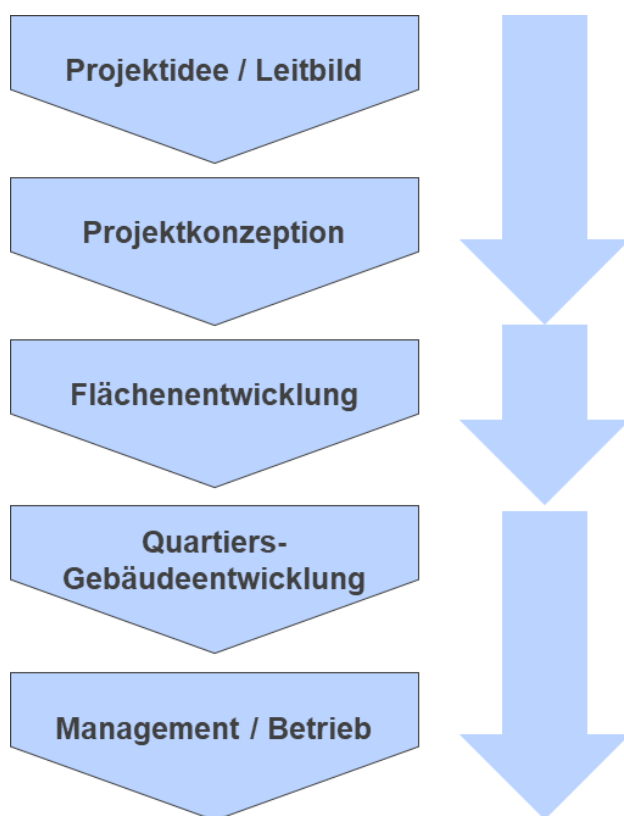 Projektidee / Leitbild
Projektkonzeption
Flächenentwicklung
Quartiers-
Gebäudeentwicklung
Management / Betrieb